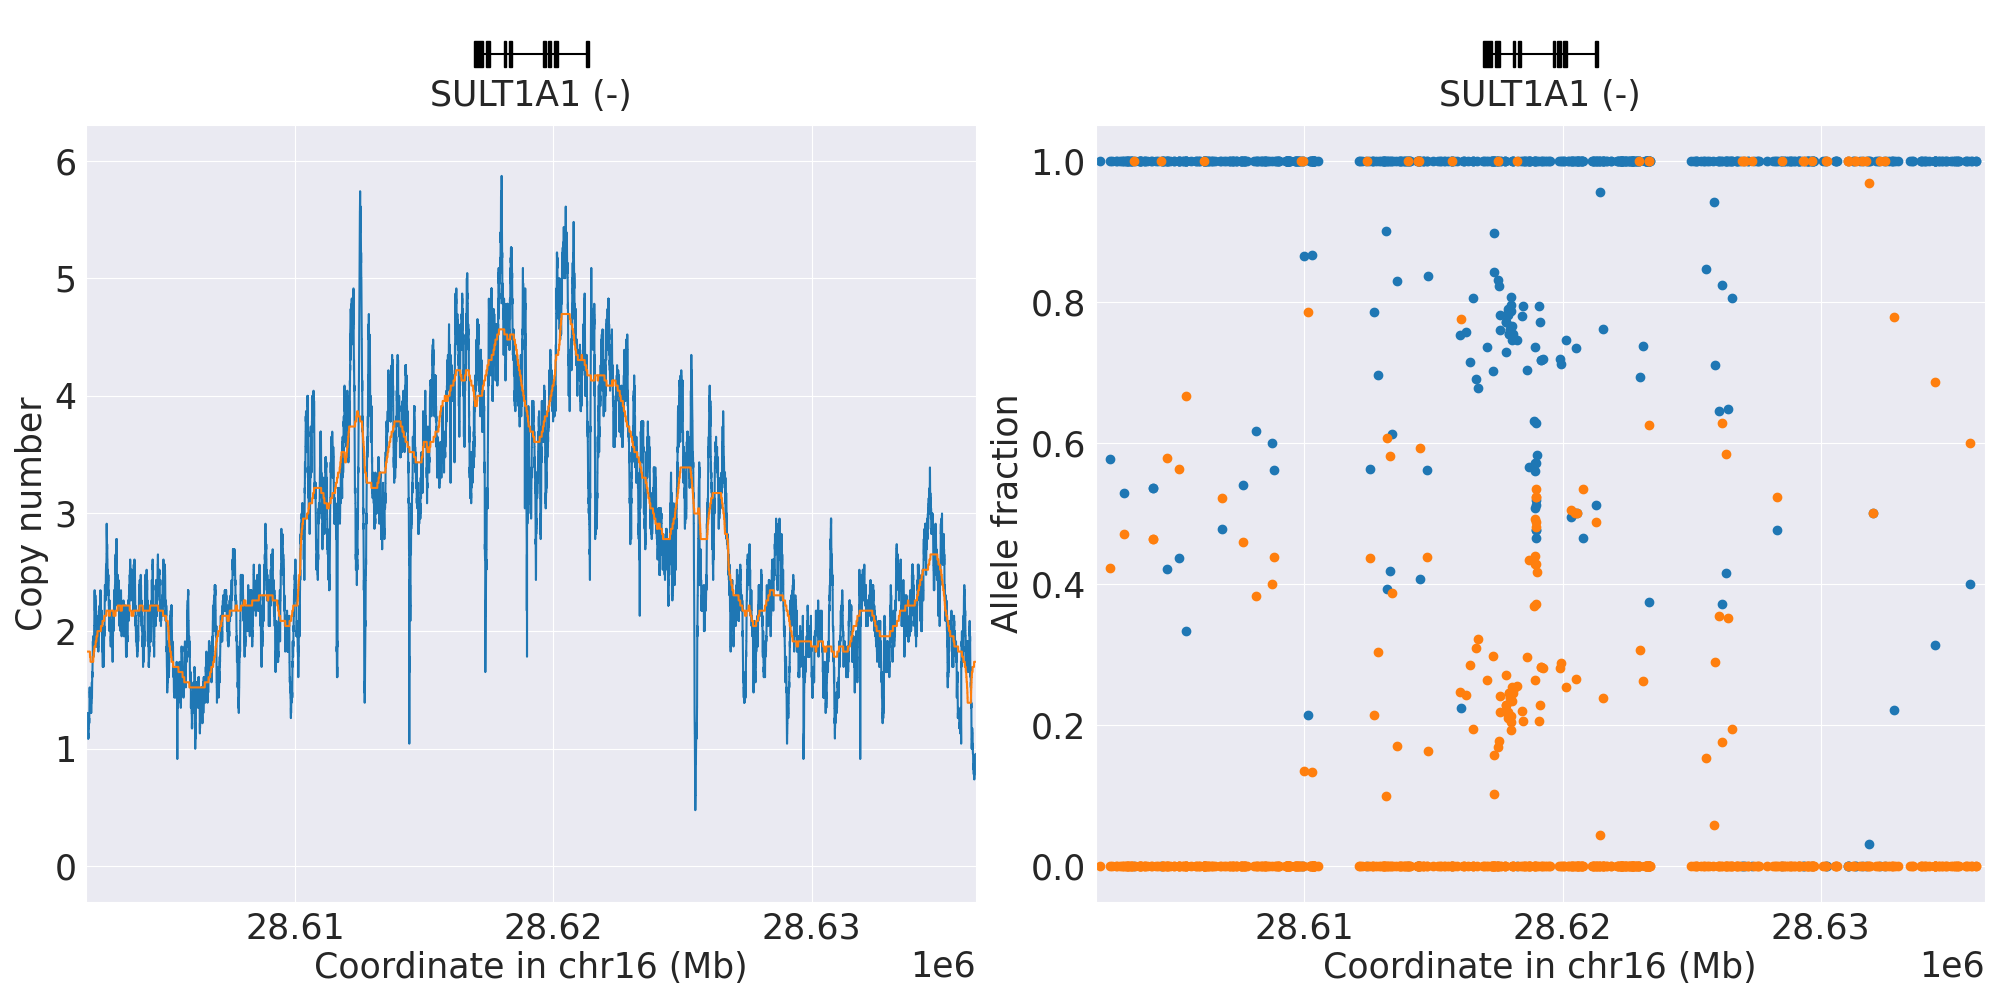 SULT1A1 (-)
6
5
4
3
2
1
0
Copy number
28.61
28.62
28.63
Coordinate in chr16 (Mb)
1e6
SULT1A1 (-)
1.0
0.8
0.6
0.4
0.2
0.0
Allele fraction
28.61
28.62
28.63
Coordinate in chr16 (Mb)
1e6